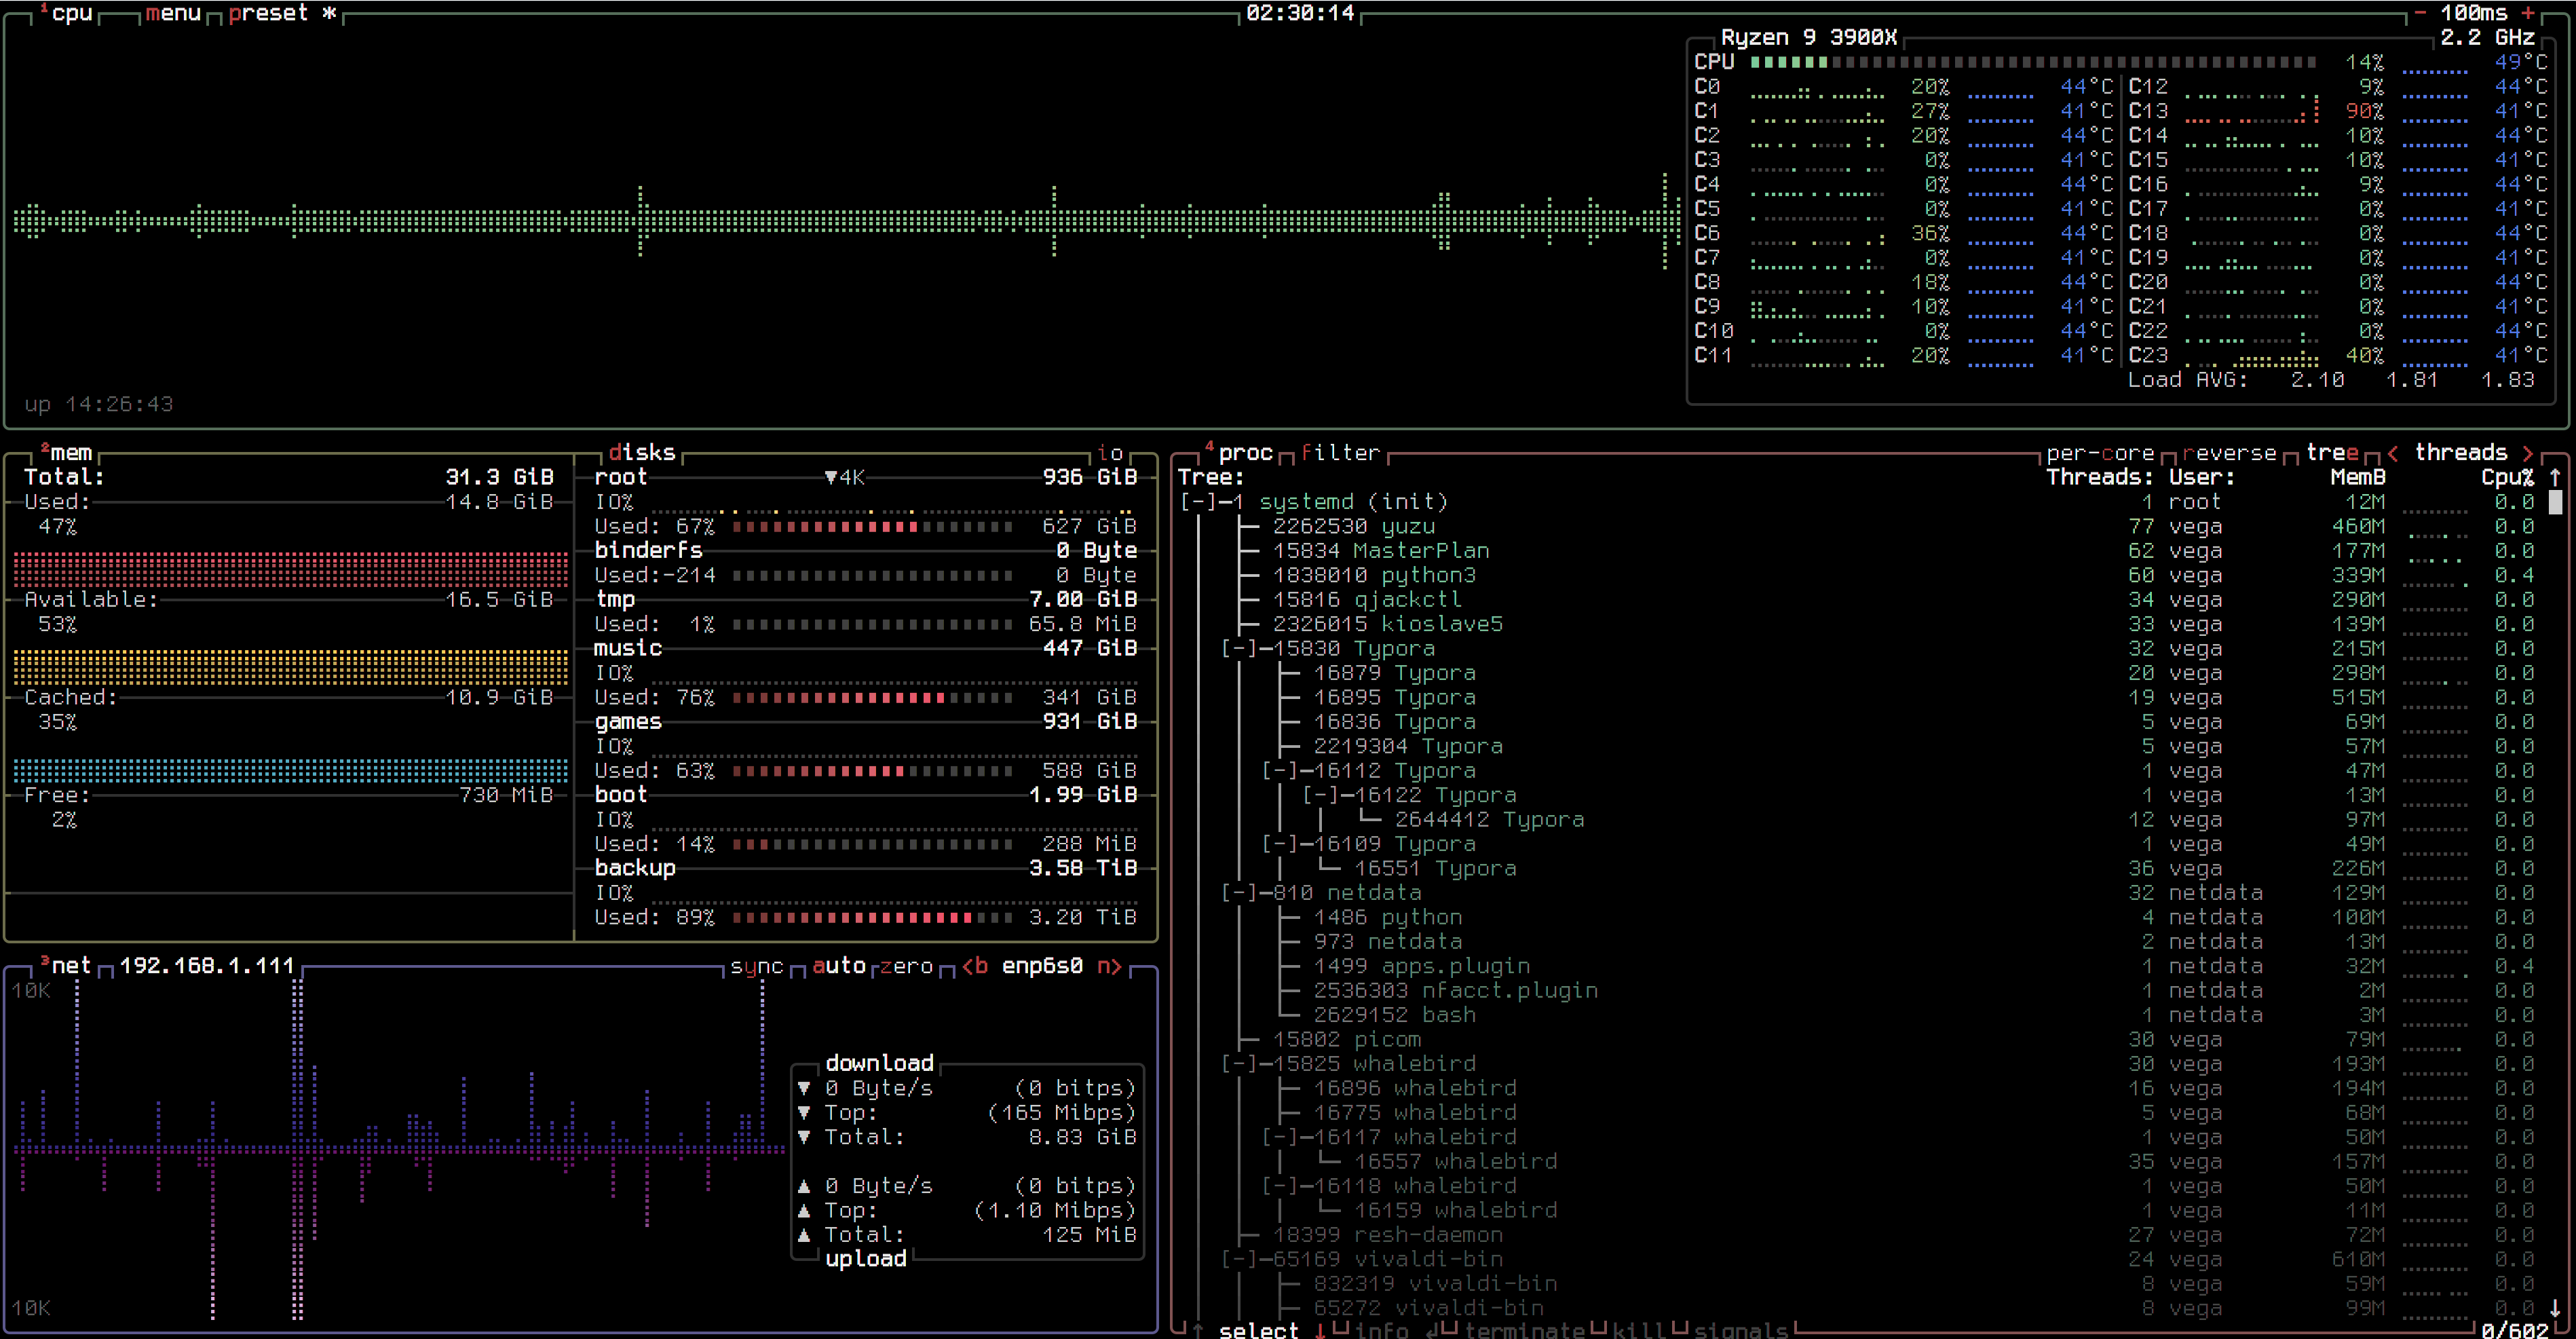 ¹cpu menu preset * 02:30:14 - 100ms +
Ryzen 9 3900X 2.2 GHz
CPU 14% 49°C
C0 20% 44°C C12 9% 44°C
C1 27% 41°C C13 90% 41°C
C2 20% 44°C C14 10% 44°C
C3 0% 41°C C15 10% 41°C
C4 0% 44°C C16 9% 44°C
C5 0% 41°C C17 0% 41°C
C6 36% 44°C C18 0% 44°C
C7 0% 41°C C19 0% 41°C
C8 18% 44°C C20 0% 44°C
C9 10% 41°C C21 0% 41°C
C10 0% 44°C C22 0% 44°C
C11 20% 41°C C23 40% 41°C
Load AVG: 2.10 1.81 1.83
up 14:26:43
²mem
Total: 31.3 GiB
Used: 14.8 GiB
47%
Available: 16.5 GiB
53%
Cached: 10.9 GiB
35%
Free: 730 MiB
2%
disks io
root ▼4K 936 GiB
IO%
Used: 67% 627 GiB
binderfs 0 Byte
Used:-214 0 Byte
tmp 7.00 GiB
Used: 1% 65.8 MiB
music 447 GiB
IO%
Used: 76% 341 GiB
games 931 GiB
IO%
Used: 63% 588 GiB
boot 1.99 GiB
IO%
Used: 14% 288 MiB
backup 3.58 TiB
IO%
Used: 89% 3.20 TiB
³net 192.168.1.111 sync auto zero <b enp6s0 n>
10K
10K
download
▼ 0 Byte/s (0 bitps)
▼ Top: (165 Mibps)
▼ Total: 8.83 GiB
▲ 0 Byte/s (0 bitps)
▲ Top: (1.10 Mibps)
▲ Total: 125 MiB
upload
⁴proc filter per-core reverse tree < threads >
Tree: Threads: User: MemB Cpu% ↑
[-]─1 systemd (init) 1 root 12M 0.0
├─ 2262530 yuzu 77 vega 460M 0.0
├─ 15834 MasterPlan 62 vega 177M 0.0
├─ 1838010 python3 60 vega 339M 0.4
├─ 15816 qjackctl 34 vega 290M 0.0
├─ 2326015 kioslave5 33 vega 139M 0.0
[-]─15830 Typora 32 vega 215M 0.0
├─ 16879 Typora 20 vega 298M 0.0
├─ 16895 Typora 19 vega 515M 0.0
├─ 16836 Typora 5 vega 69M 0.0
├─ 2219304 Typora 5 vega 57M 0.0
[-]─16112 Typora 1 vega 47M 0.0
[-]─16122 Typora 1 vega 13M 0.0
└─ 2644412 Typora 12 vega 97M 0.0
[-]─16109 Typora 1 vega 49M 0.0
└─ 16551 Typora 36 vega 226M 0.0
[-]─810 netdata 32 netdata 129M 0.0
├─ 1486 python 4 netdata 100M 0.0
├─ 973 netdata 2 netdata 13M 0.0
├─ 1499 apps.plugin 1 netdata 32M 0.4
├─ 2536303 nfacct.plugin 1 netdata 2M 0.0
└─ 2629152 bash 1 netdata 3M 0.0
├─ 15802 picom 30 vega 79M 0.0
[-]─15825 whalebird 30 vega 193M 0.0
├─ 16896 whalebird 16 vega 194M 0.0
├─ 16775 whalebird 5 vega 68M 0.0
[-]─16117 whalebird 1 vega 50M 0.0
└─ 16557 whalebird 35 vega 157M 0.0
[-]─16118 whalebird 1 vega 50M 0.0
└─ 16159 whalebird 1 vega 11M 0.0
├─ 18399 resh-daemon 27 vega 72M 0.0
[-]─65169 vivaldi-bin 24 vega 610M 0.0
├─ 832319 vivaldi-bin 8 vega 59M 0.0
├─ 65272 vivaldi-bin 8 vega 99M 0.0 ↓
↑ select ↓ info ↲ terminate kill signals 0/602